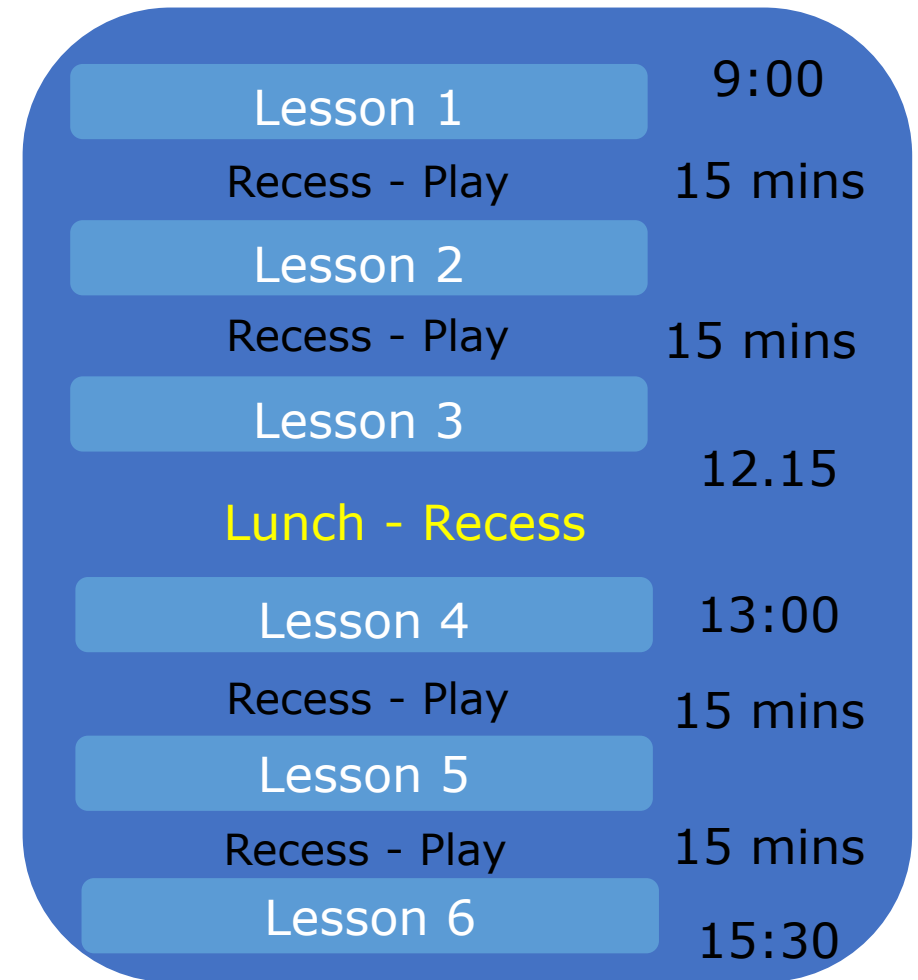 Lesson 1 9:00
Recess - Play 15 mins
Lesson 2
Recess - Play 15 mins
Lesson 3
12.15
Lunch - Recess
Lesson 4 13:00
Recess - Play 15 mins
Lesson 5
Recess - Play 15 mins
Lesson 6 15:30